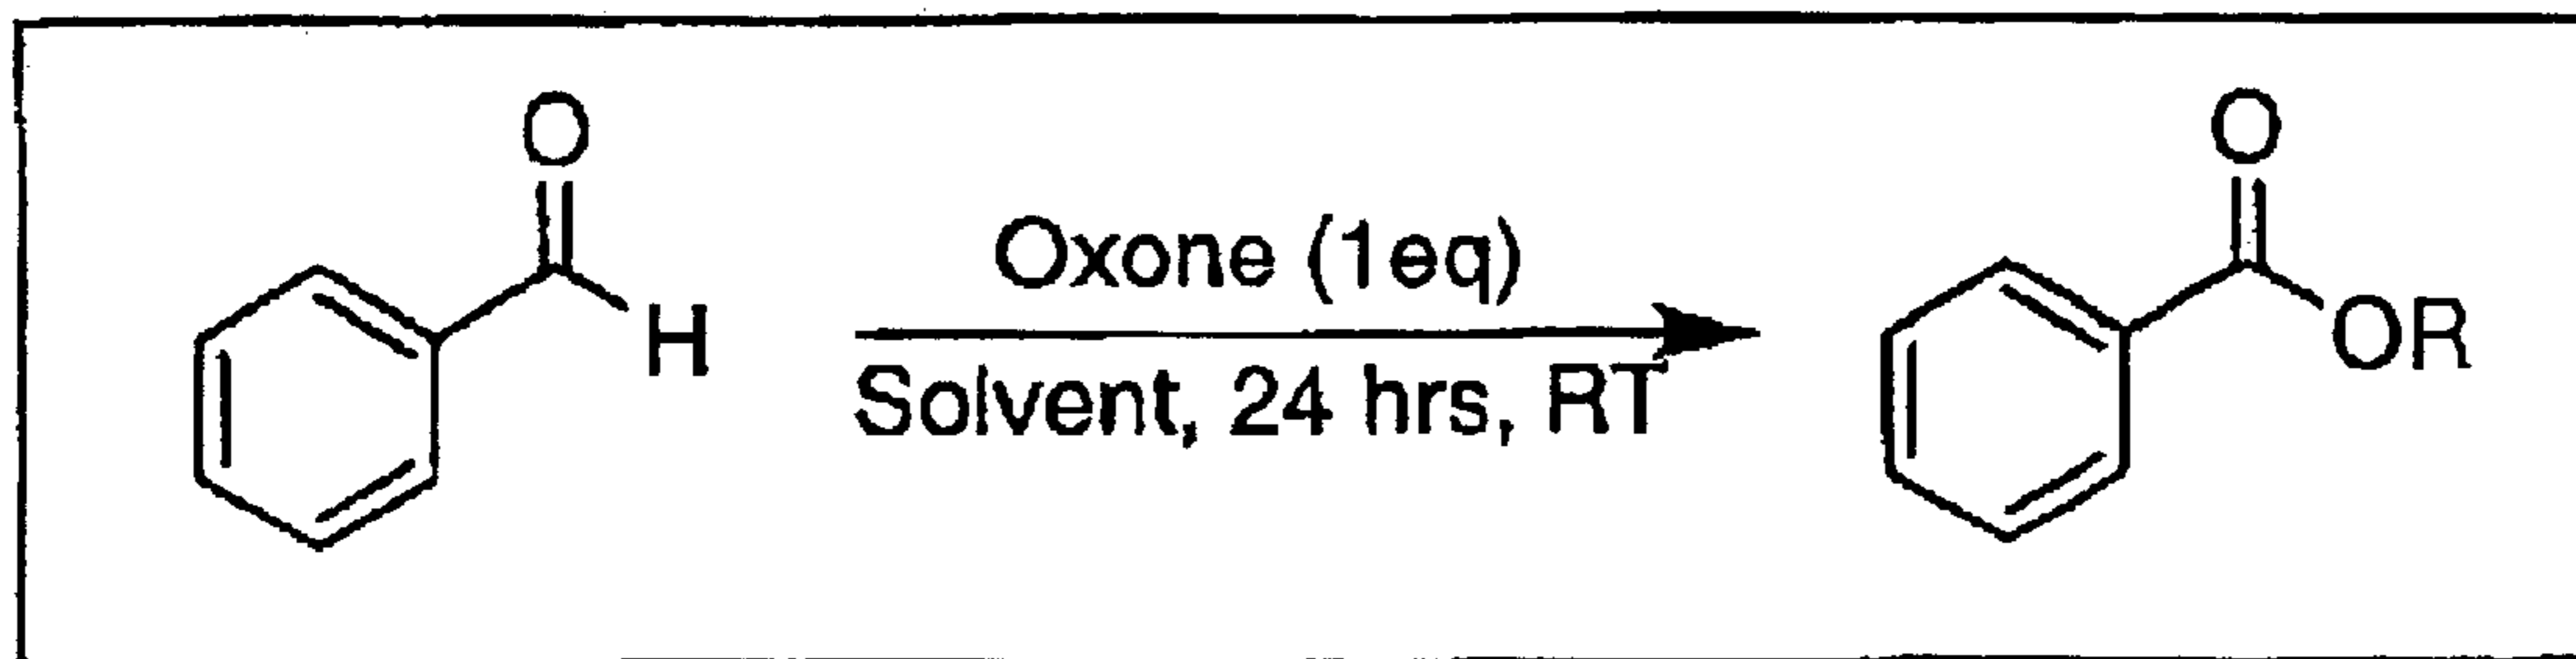 O
O
Oxone (1eq)
H
OR
Solvent, 24 hrs, RT